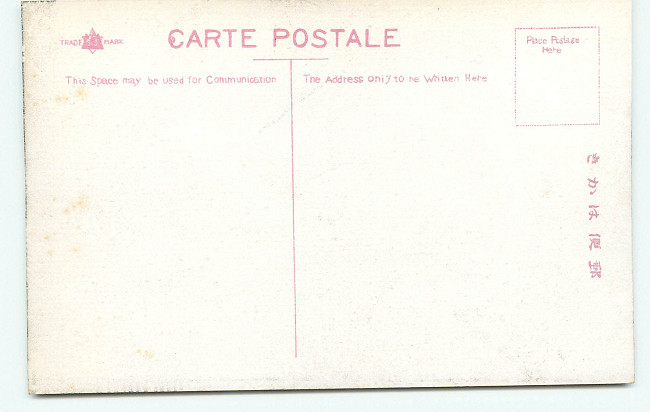 TRADE MARK
CARTE POSTALE
This Space may be used for Communication
The Address only to be Written Here
Place Postage
Here
きかは便郵